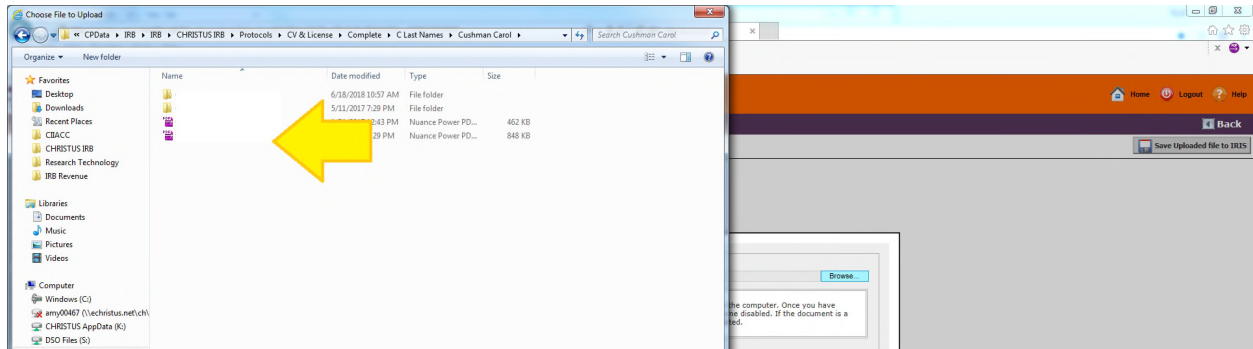 Choose File to Upload
« CPData ▸ IRB ▸ IRB ▸ CHRISTUS IRB ▸ Protocols ▸ CV & License ▸ Complete ▸ C Last Names ▸ Cushman Carol ▸
Search Cushman Carol
Organize ▾ New folder
Favorites
Desktop
Downloads
Recent Places
CIIACC
CHRISTUS IRB
Research Technology
IRB Revenue
Libraries
Documents
Music
Pictures
Videos
Computer
Windows (C:)
amy00467 (\\echristus.net\ch\
CHRISTUS AppData (K:)
DSO Files (S:)
Name Date modified Type Size
6/18/2018 10:57 AM File folder
5/11/2017 7:29 PM File folder
2:43 PM Nuance Power PD... 462 KB
29 PM Nuance Power PD... 848 KB
Home Logout Help
Back
Save Uploaded file to IRIS
Browse...
the computer. Once you have
me disabled. If the document is a
ted.